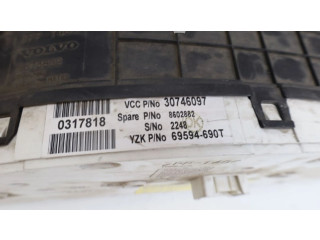 VOLVO
VCC P/No 30746097
0317818
Spare P/No 8602882
S/No 2248
YZK P/No 69594-690T